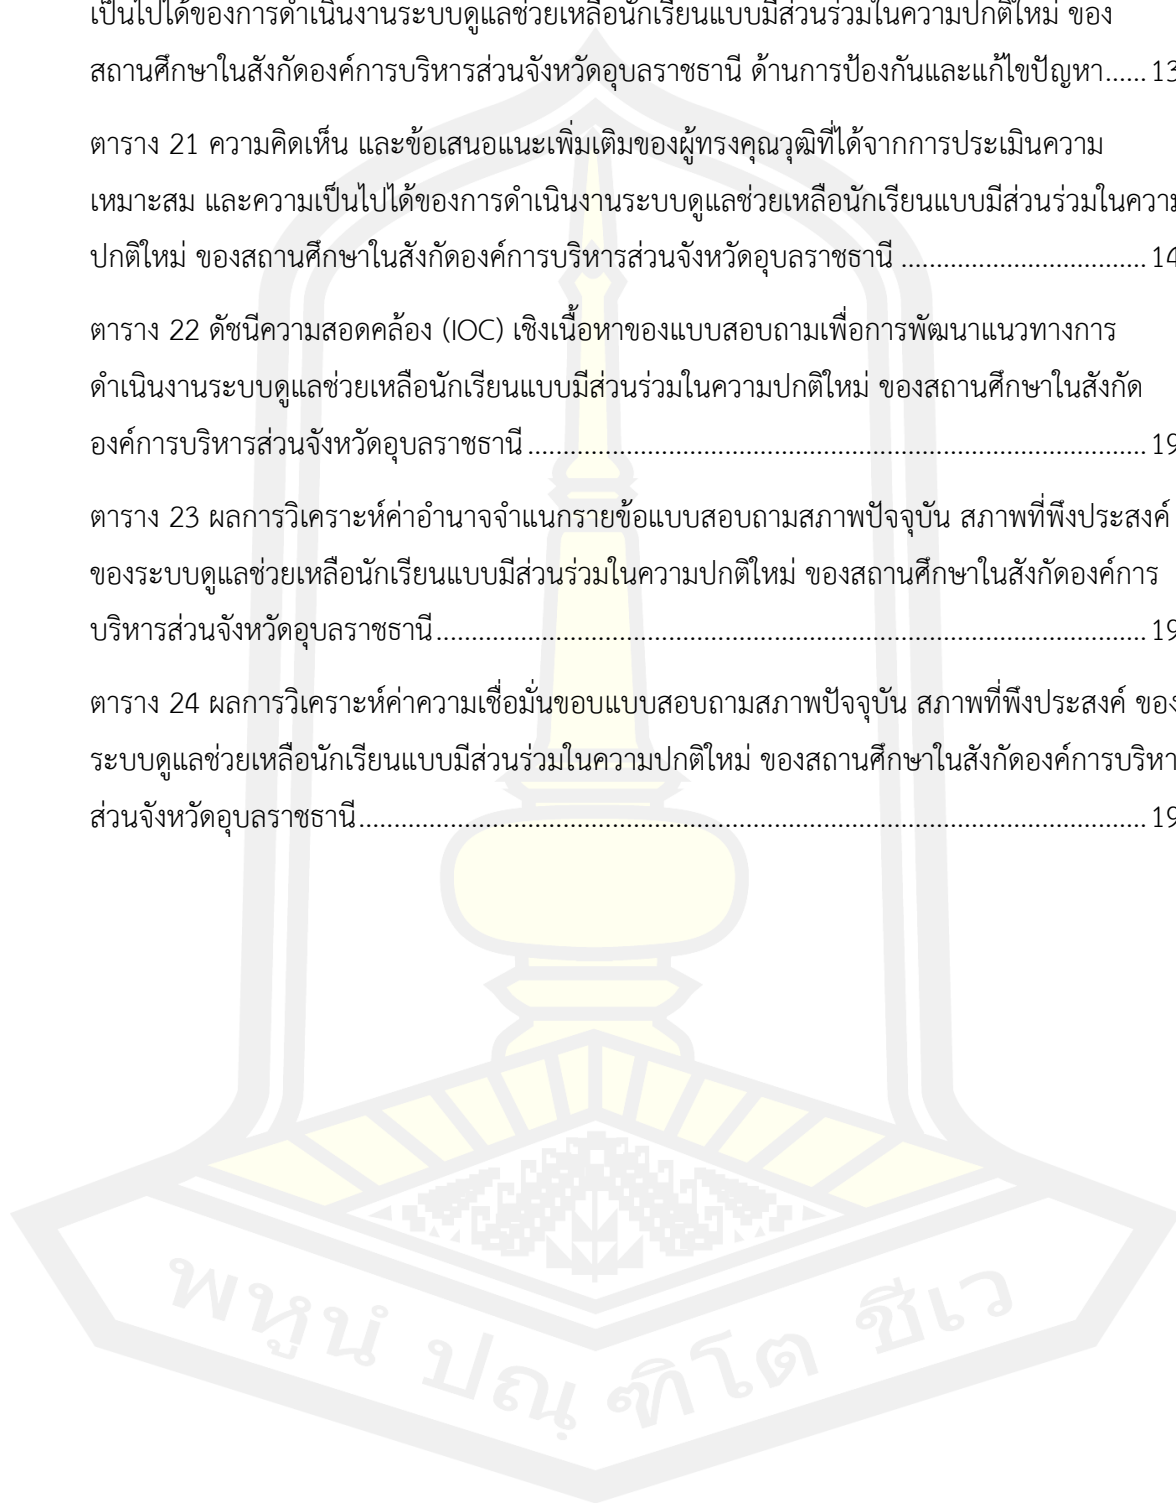 เป็นไปได้ของการดำเนินงานระบบดูแลช่วยเหลือนักเรียนแบบมีส่วนร่วมในความปกติใหม่ ของ
สถานศึกษาในสังกัดองค์การบริหารส่วนจังหวัดอุบลราชธานี ด้านการป้องกันและแก้ไขปัญหา...... 13
ตาราง 21 ความคิดเห็น และข้อเสนอแนะเพิ่มเติมของผู้ทรงคุณวุฒิที่ได้จากการประเมินความ
เหมาะสม และความเป็นไปได้ของการดำเนินงานระบบดูแลช่วยเหลือนักเรียนแบบมีส่วนร่วมในความ
ปกติใหม่ ของสถานศึกษาในสังกัดองค์การบริหารส่วนจังหวัดอุบลราชธานี .................................. 14
ตาราง 22 ดัชนีความสอดคล้อง (IOC) เชิงเนื้อหาของแบบสอบถามเพื่อการพัฒนาแนวทางการ
ดำเนินงานระบบดูแลช่วยเหลือนักเรียนแบบมีส่วนร่วมในความปกติใหม่ ของสถานศึกษาในสังกัด
องค์การบริหารส่วนจังหวัดอุบลราชธานี ....................................................................................... 19
ตาราง 23 ผลการวิเคราะห์ค่าอำนาจจำแนกรายข้อแบบสอบถามสภาพปัจจุบัน สภาพที่พึงประสงค์
ของระบบดูแลช่วยเหลือนักเรียนแบบมีส่วนร่วมในความปกติใหม่ ของสถานศึกษาในสังกัดองค์การ
บริหารส่วนจังหวัดอุบลราชธานี.................................................................................................... 19
ตาราง 24 ผลการวิเคราะห์ค่าความเชื่อมั่นขอบแบบสอบถามสภาพปัจจุบัน สภาพที่พึงประสงค์ ของ
ระบบดูแลช่วยเหลือนักเรียนแบบมีส่วนร่วมในความปกติใหม่ ของสถานศึกษาในสังกัดองค์การบริหา
ส่วนจังหวัดอุบลราชธานี............................................................................................................... 19
พหูนํ ปณฺฑิโต ชีเว